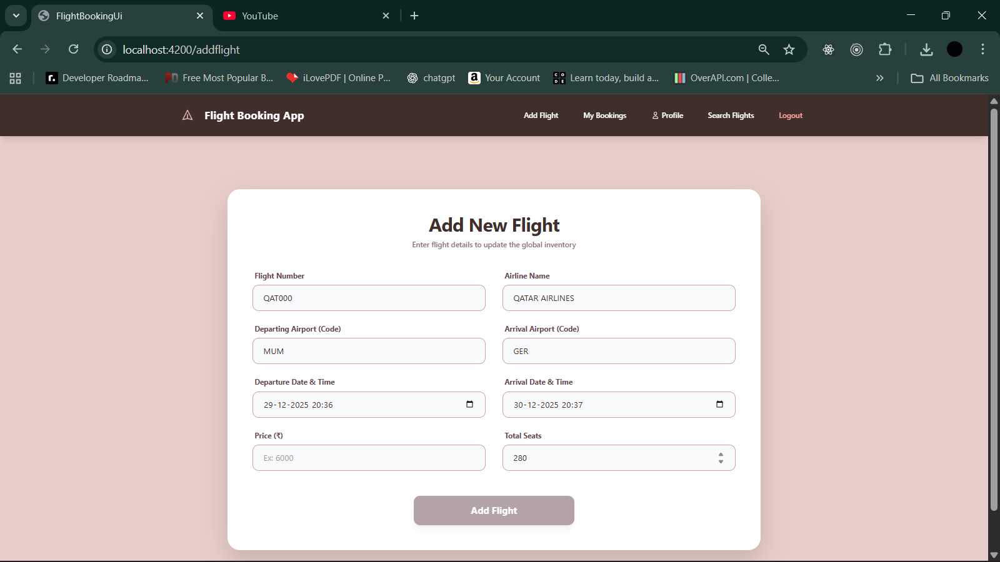 FlightBookingUi
YouTube
localhost:4200/addflight
Developer Roadma...
Free Most Popular B...
iLovePDF | Online P...
chatgpt
Your Account
Learn today, build a...
OverAPI.com | Colle...
All Bookmarks
Flight Booking App
Add Flight
My Bookings
Profile
Search Flights
Logout
Add New Flight
Enter flight details to update the global inventory
Flight Number
Airline Name
QAT000
QATAR AIRLINES
Departing Airport (Code)
Arrival Airport (Code)
MUM
GER
Departure Date & Time
Arrival Date & Time
29-12-2025 20:36
30-12-2025 20:37
Price (₹)
Total Seats
Ex: 6000
280
Add Flight